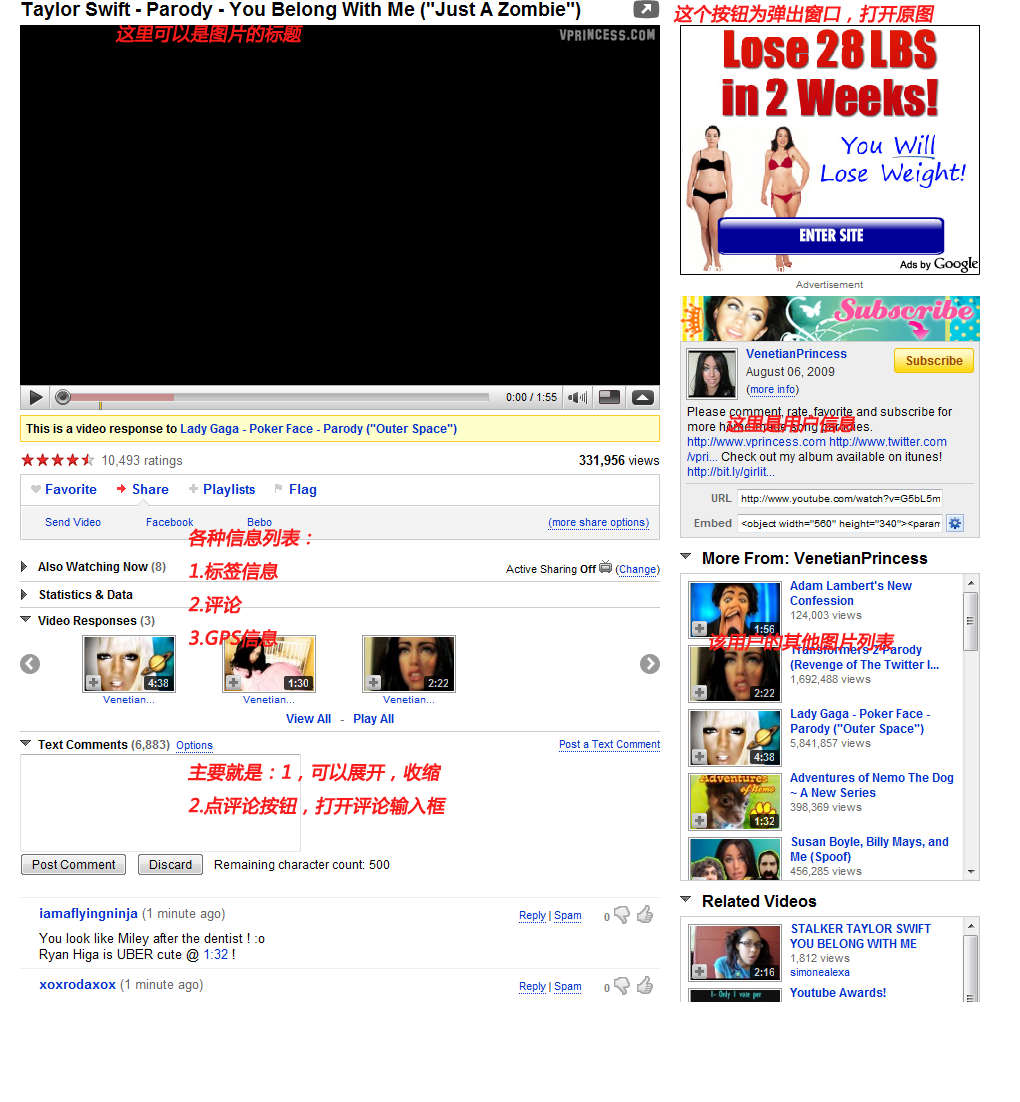 Taylor Swift - Parody - You Belong With Me ("Just A Zombie")
这里可以是图片的标题
VPRINCESS.COM
0:00 / 1:55
This is a video response to Lady Gaga - Poker Face - Parody ("Outer Space")
10,493 ratings
331,956 views
Favorite Share Playlists Flag
Send Video Facebook Bebo (more share options)
各种信息列表：
1.标签信息
2.评论
3.GPS信息
Also Watching Now (8)
Active Sharing Off (Change)
Statistics & Data
Video Responses (3)
4:38 1:30 2:22
Venetian... Venetian... Venetian...
View All - Play All
Text Comments (6,883) Options
Post a Text Comment
主要就是：1，可以展开，收缩
2.点评论按钮，打开评论输入框
Post Comment Discard Remaining character count: 500
iamaflyingninja (1 minute ago)
Reply | Spam 0
You look like Miley after the dentist ! :o
Ryan Higa is UBER cute @ 1:32 !
xoxrodaxox (1 minute ago)
Reply | Spam 0
这个按钮为弹出窗口，打开原图
Lose 28 LBS
in 2 Weeks!
You Will
Lose Weight!
ENTER SITE
Ads by Google
Advertisement
Subscribe
VenetianPrincess
August 06, 2009
(more info)
Subscribe
Please comment, rate, favorite and subscribe for
more home made song parodies.
这里是用户信息
http://www.vprincess.com http://www.twitter.com
/vpri... Check out my album available on itunes!
http://bit.ly/girlit...
URL http://www.youtube.com/watch?v=G5bL5m
Embed <object width="560" height="340"><param
More From: VenetianPrincess
Adam Lambert's New
Confession
124,003 views
1:56
该用户的其他图片列表
Transformers 2 Parody
(Revenge of The Twitter I...
1,692,488 views
2:22
Lady Gaga - Poker Face -
Parody ("Outer Space")
5,841,857 views
4:38
Adventures of Nemo The Dog
~ A New Series
398,369 views
Adventures
of Nemo
1:32
Susan Boyle, Billy Mays, and
Me (Spoof)
456,285 views
Related Videos
STALKER TAYLOR SWIFT
YOU BELONG WITH ME
1,812 views
simonealexa
2:16
Youtube Awards!
I- Only 1 vote per